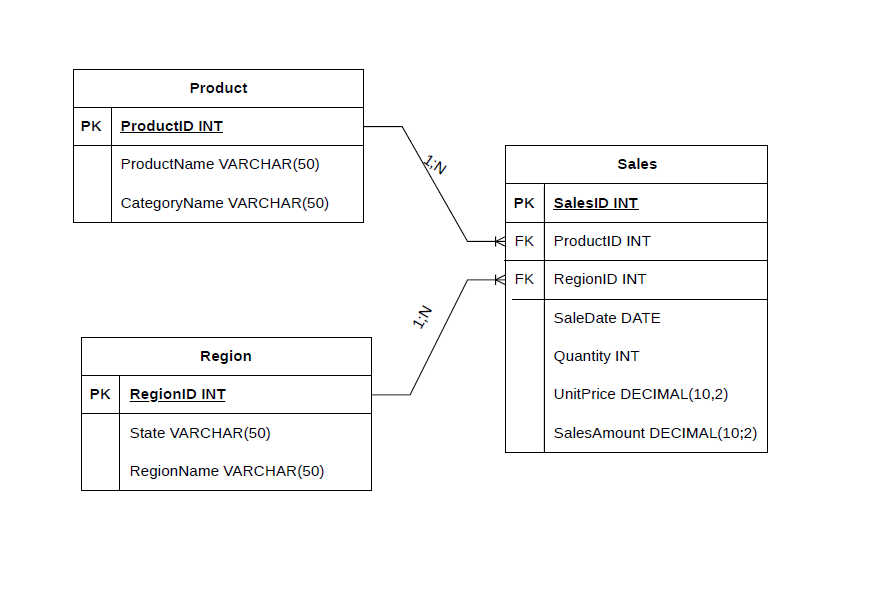 Product
PK ProductID INT
ProductName VARCHAR(50)
CategoryName VARCHAR(50)
1;N
Sales
PK SalesID INT
FK ProductID INT
FK RegionID INT
SaleDate DATE
Quantity INT
UnitPrice DECIMAL(10,2)
SalesAmount DECIMAL(10;2)
1;N
Region
PK RegionID INT
State VARCHAR(50)
RegionName VARCHAR(50)